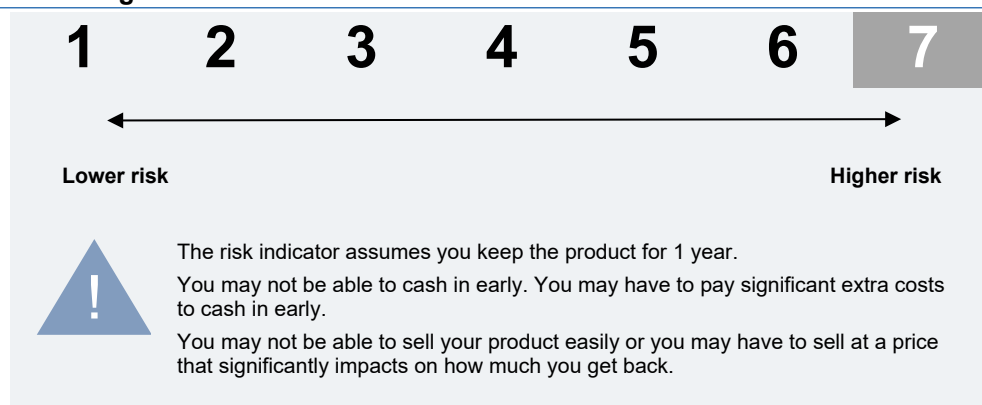 1 2 3 4 5 6 7
Lower risk Higher risk
!
The risk indicator assumes you keep the product for 1 year.
You may not be able to cash in early. You may have to pay significant extra costs
to cash in early.
You may not be able to sell your product easily or you may have to sell at a price
that significantly impacts on how much you get back.